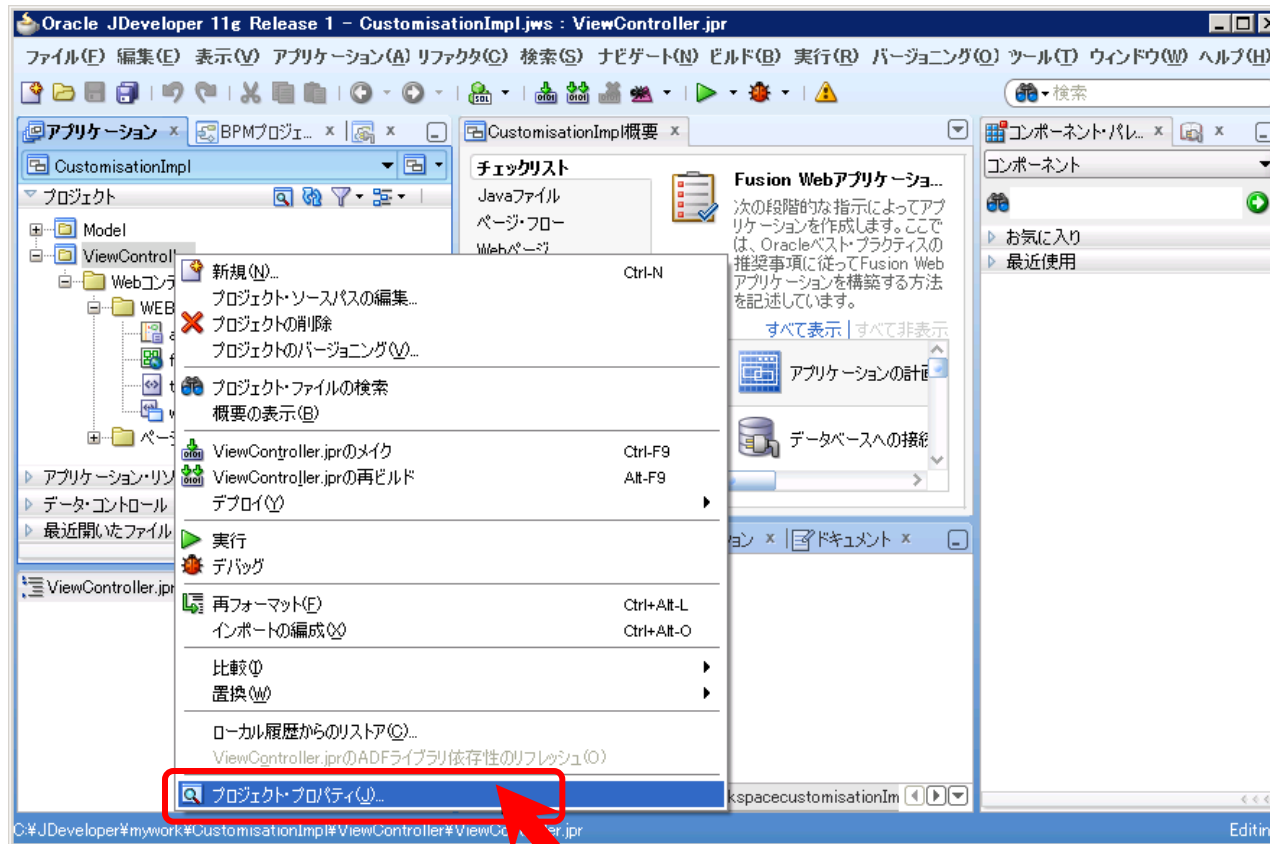 Oracle JDeveloper 11g Release 1 - CustomisationImpl.jws : ViewController.jpr
ファイル(F) 編集(E) 表示(V) アプリケーション(A) リファクタ(C) 検索(S) ナビゲート(N) ビルド(B) 実行(R) バージョニング(O) ツール(T) ウィンドウ(W) ヘルプ(H)
検索
アプリケーション
BPMプロジェ...
CustomisationImpl概要
コンポーネント・パレ...
CustomisationImpl
プロジェクト
Model
ViewControll
Webコンテ
WEB
ページ
アプリケーション・リソ
データ・コントロール
最近開いたファイル
ViewController.jpr
チェックリスト
Javaファイル
ページ・フロー
Webページ
Fusion Webアプリケーショ...
次の段階的な指示によってアプ
リケーションを作成します。ここで
は、Oracleベスト・プラクティスの
推奨事項に従ってFusion Web
アプリケーションを構築する方法
を記述しています。
すべて表示 | すべて非表示
アプリケーションの計画
データベースへの接続
コンポーネント
お気に入り
最近使用
新規(N)... Ctrl-N
プロジェクト・ソースパスの編集...
プロジェクトの削除
プロジェクトのバージョニング(V)...
プロジェクト・ファイルの検索
概要の表示(B)
ViewController.jprのメイク Ctrl-F9
ViewController.jprの再ビルド Alt-F9
デプロイ(Y)
実行
デバッグ
再フォーマット(F) Ctrl+Alt-L
インポートの編成(X) Ctrl+Alt-O
比較(I)
置換(W)
ローカル履歴からのリストア(C)...
ViewController.jprのADFライブラリ依存性のリフレッシュ(O)
プロジェクト・プロパティ(J)...
ョン
ドキュメント
kspacecustomisationIm
C:¥JDeveloper¥mywork¥CustomisationImpl¥ViewController¥ViewCo er.jpr
Editin